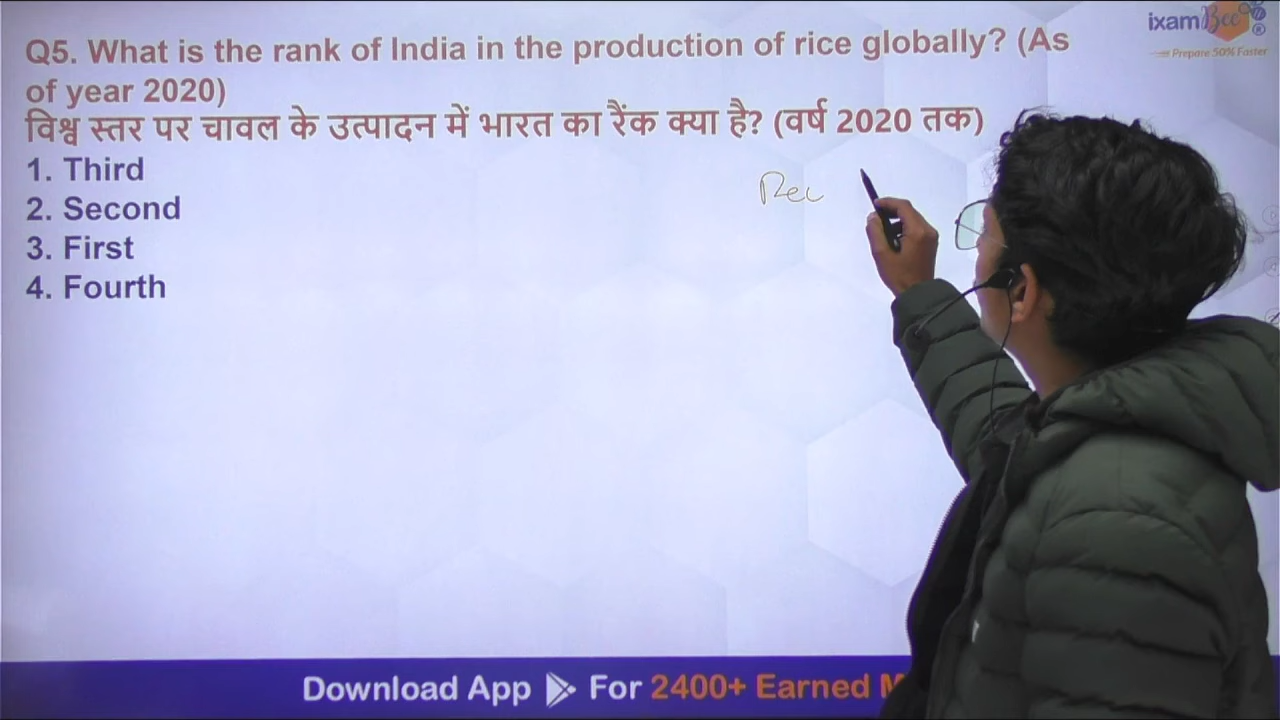 ixamBee
Prepare 50% Faster
Q5. What is the rank of India in the production of rice globally? (As
of year 2020)
विश्व स्तर पर चावल के उत्पादन में भारत का रैंक क्या है? (वर्ष 2020 तक)
1. Third
2. Second
3. First
4. Fourth
Download App For 2400+ Earned